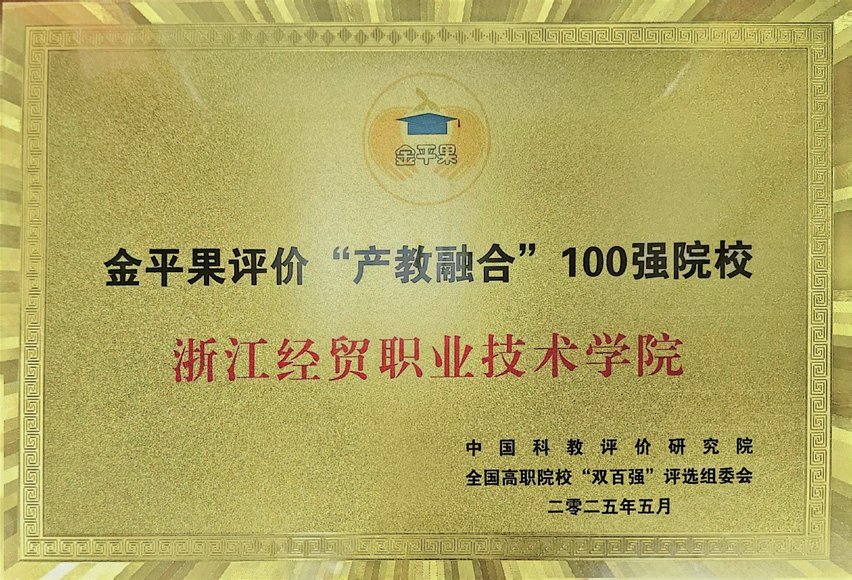 金平果
金平果评价“产教融合”100强院校
浙江经贸职业技术学院
中国科教评价研究院
全国高职院校“双百强”评选组委会
二零二五年五月